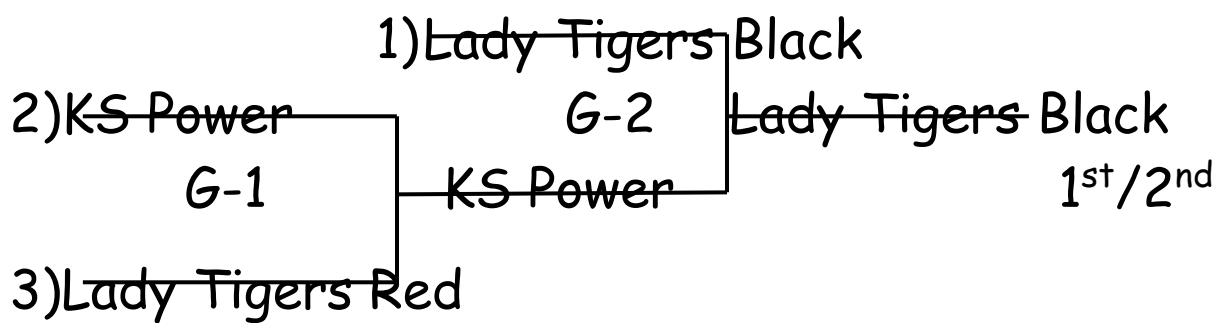 1)Lady Tigers Black
2)KS Power
G-2
Lady Tigers Black
G-1
KS Power
1st/2nd
3)Lady Tigers Red